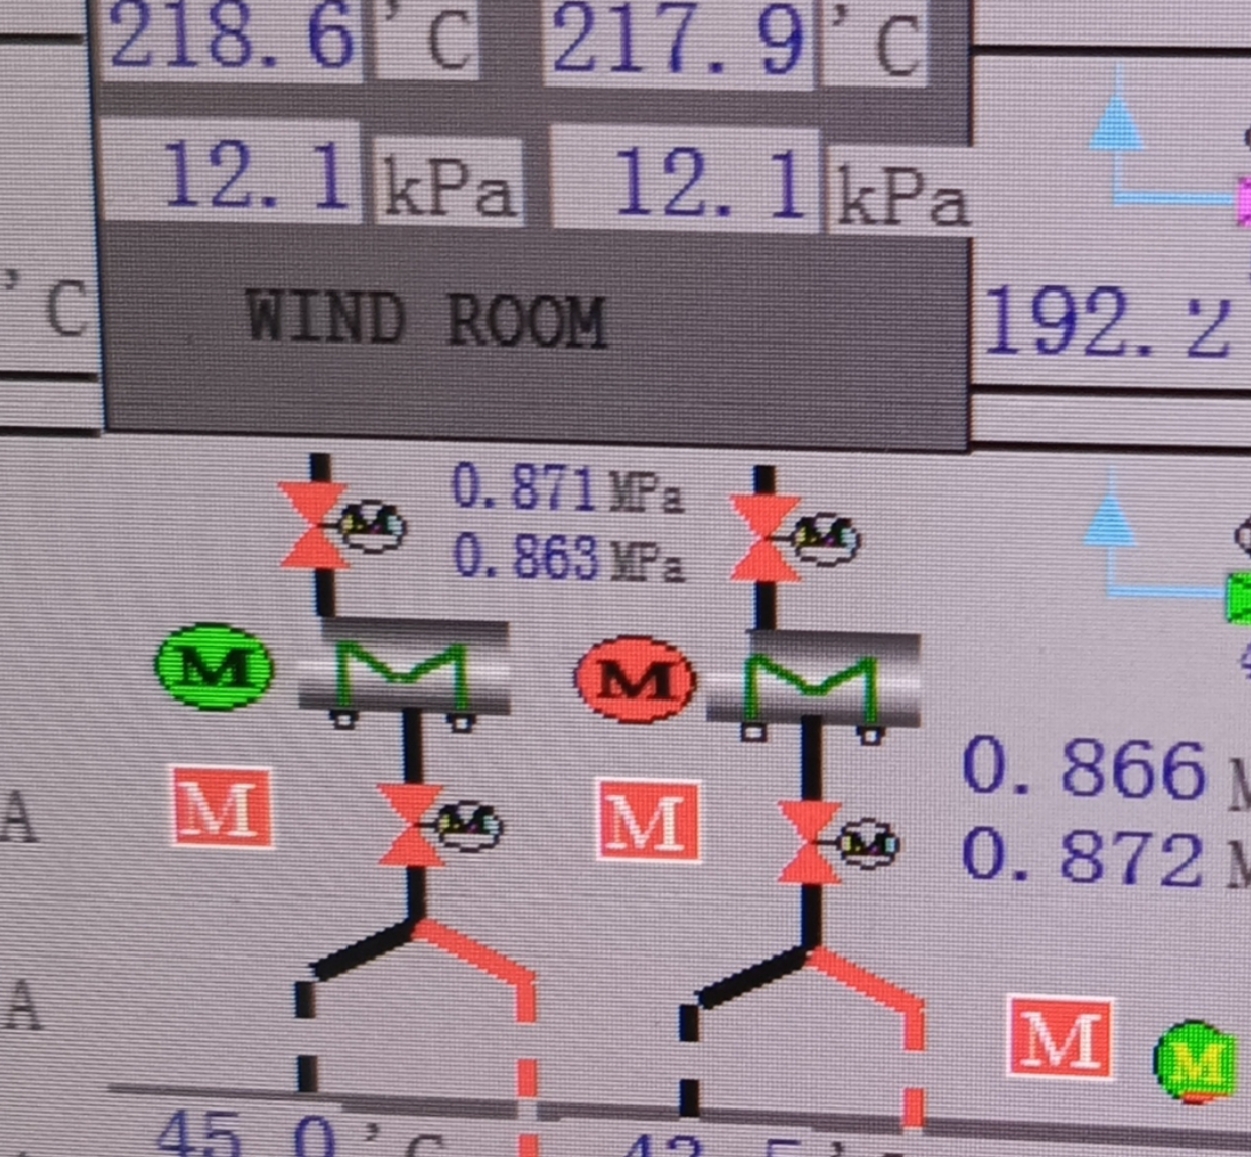 218.6 'C 217.9 'C
12.1 kPa 12.1 kPa
'C WIND ROOM 192.2
0.871 MPa
0.863 MPa
M M
0.866 M
A M M 0.872 M
A M M
45.0 'C